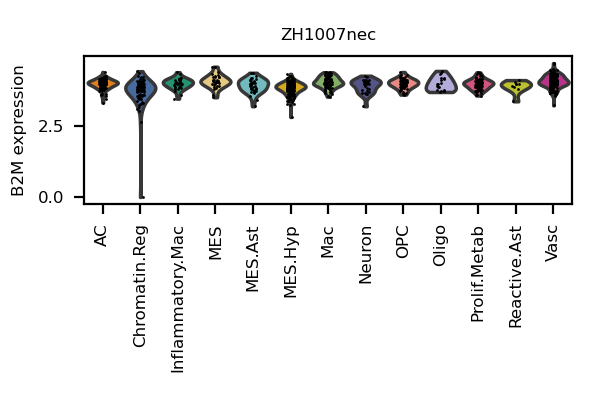 ZH1007nec
B2M expression
2.5
0.0
AC
Chromatin.Reg
Inflammatory.Mac
MES
MES.Ast
MES.Hyp
Mac
Neuron
OPC
Oligo
Prolif.Metab
Reactive.Ast
Vasc